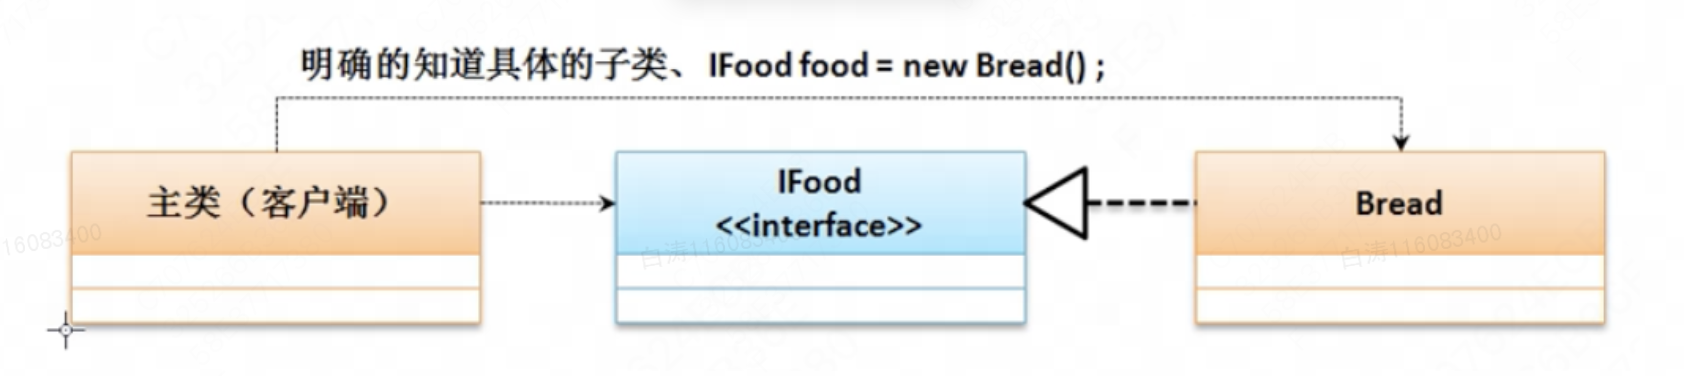 明确的知道具体的子类、IFood food = new Bread() ;
主类（客户端）
IFood
<<interface>>
Bread
16083400
白涛116083400
白涛116083400